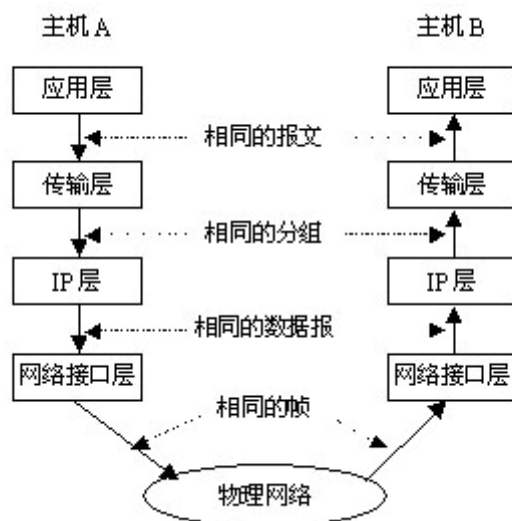 主机A 主机B
应用层 应用层
相同的报文
传输层 传输层
相同的分组
IP层 IP层
相同的数据报
网络接口层 网络接口层
相同的帧
物理网络